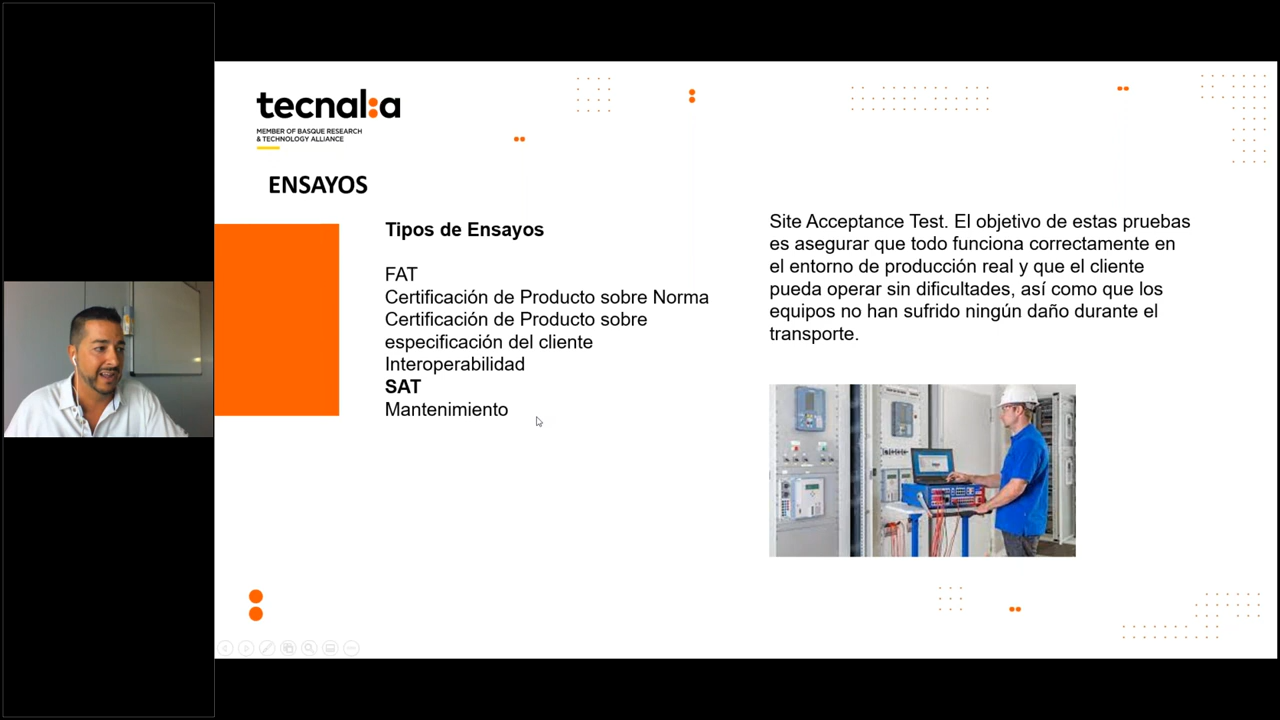 tecnalia
MEMBER OF BASQUE RESEARCH
& TECHNOLOGY ALLIANCE
ENSAYOS
Tipos de Ensayos
FAT
Certificación de Producto sobre Norma
Certificación de Producto sobre
especificación del cliente
Interoperabilidad
SAT
Mantenimiento
Site Acceptance Test. El objetivo de estas pruebas
es asegurar que todo funciona correctamente en
el entorno de producción real y que el cliente
pueda operar sin dificultades, así como que los
equipos no han sufrido ningún daño durante el
transporte.